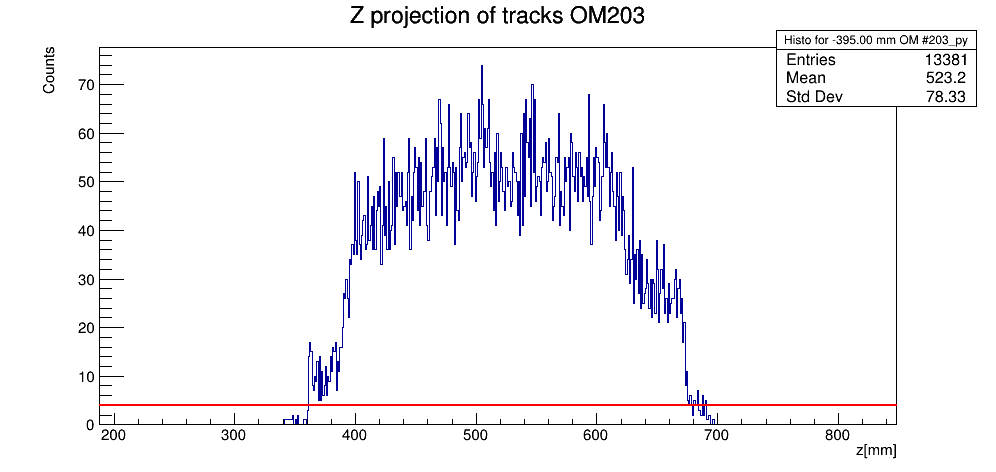 Z projection of tracks OM203
Histo for -395.00 mm OM #203_py
Entries 13381
Mean 523.2
Std Dev 78.33
Counts
70
60
50
40
30
20
10
0
200 300 400 500 600 700 800
z[mm]